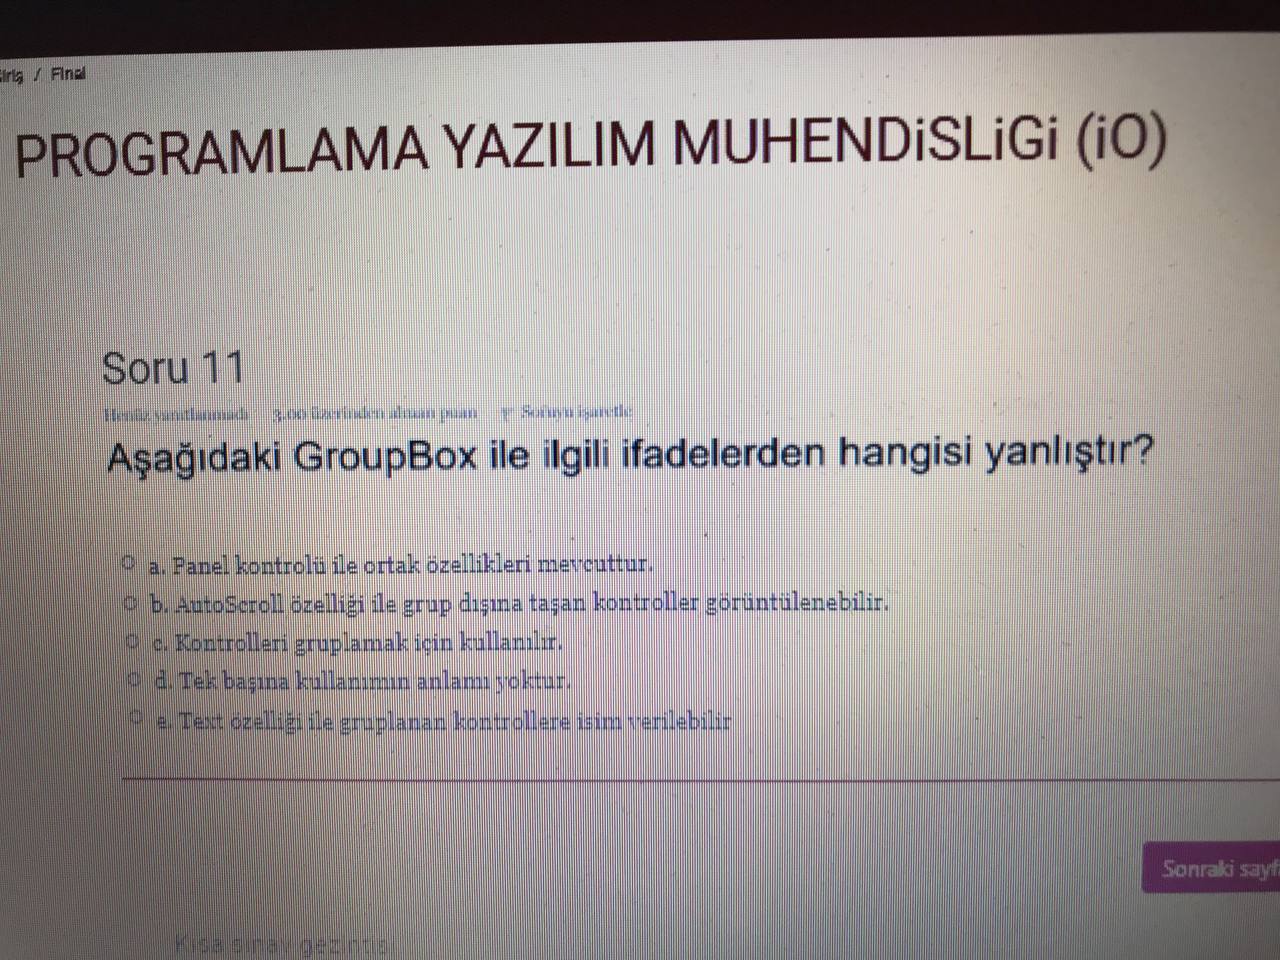 / Final
PROGRAMLAMA YAZILIM MUHENDiSLiGi (iO)
Soru 11
Henüz yanıtlanmadı 3,00 üzerinden alınan puan Soruyu işaretle
Aşağıdaki GroupBox ile ilgili ifadelerden hangisi yanlıştır?
a. Panel kontrolü ile ortak özellikleri mevcuttur.
b. AutoScroll özelliği ile grup dışına taşan kontroller görüntülenebilir.
c. Kontrolleri gruplamak için kullanılır.
d. Tek başına kullanımın anlamı yoktur.
e. Text özelliği ile gruplanan kontrollere isim verilebilir
Sonraki
Kısa sınav gezintisi